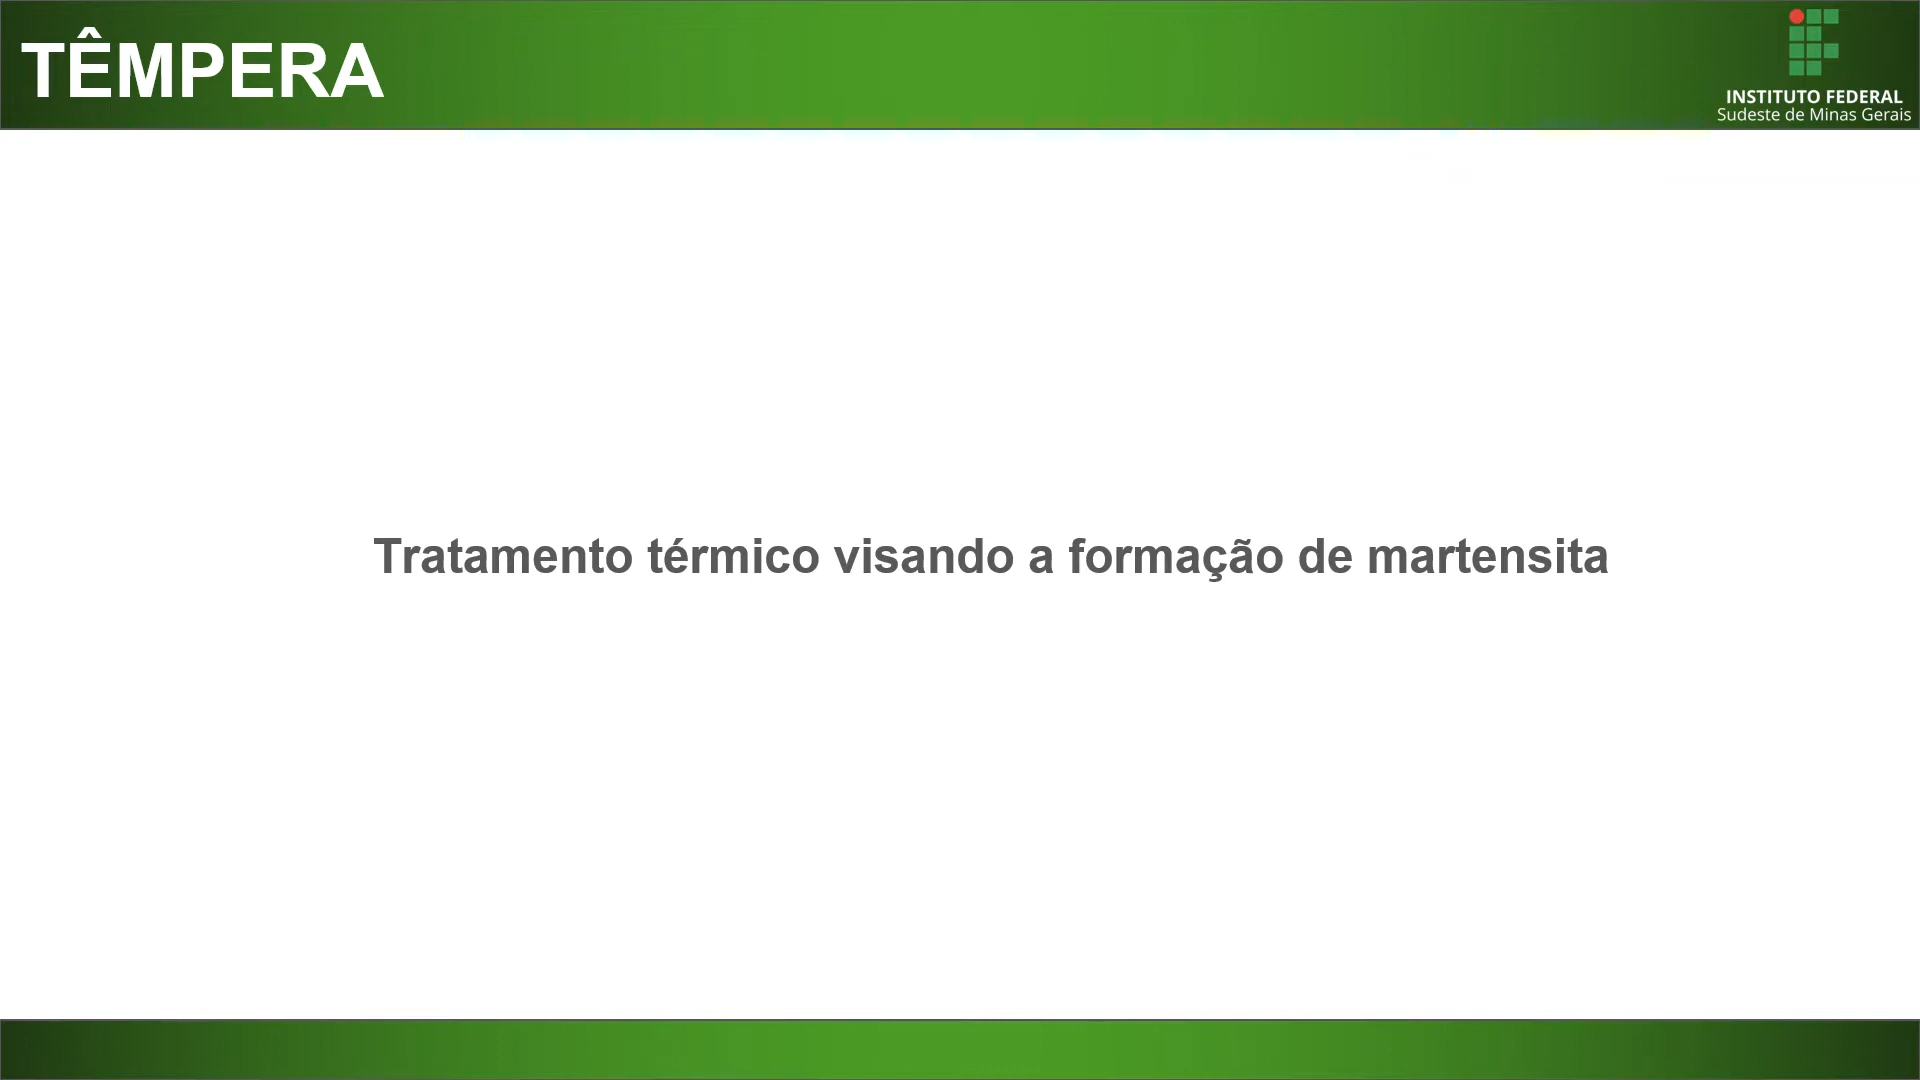 TÊMPERA
INSTITUTO FEDERAL
Sudeste de Minas Gerais
Tratamento térmico visando a formação de martensita